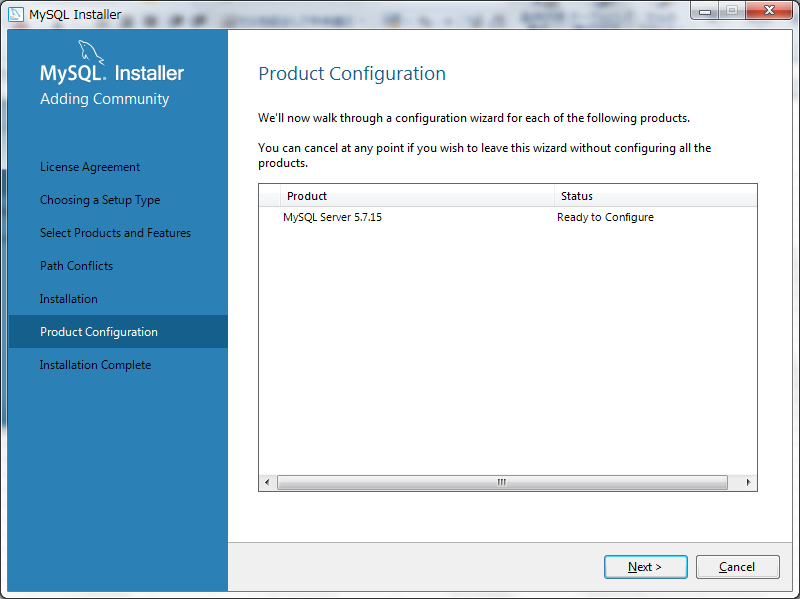 MySQL Installer
MySQL. Installer
Adding Community
License Agreement
Choosing a Setup Type
Select Products and Features
Path Conflicts
Installation
Product Configuration
Installation Complete
Product Configuration
We'll now walk through a configuration wizard for each of the following products.
You can cancel at any point if you wish to leave this wizard without configuring all the
products.
Product Status
MySQL Server 5.7.15 Ready to Configure
Next > Cancel